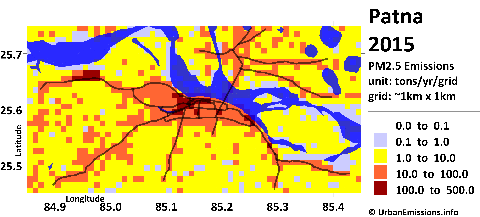 Patna
2015
PM2.5 Emissions
unit: tons/yr/grid
grid: ~1km x 1km
0.0 to 0.1
0.1 to 1.0
1.0 to 10.0
10.0 to 100.0
100.0 to 500.0
© UrbanEmissions.info
25.7
25.6
25.5
Latitude
Longitude
84.9 85.0 85.1 85.2 85.3 85.4